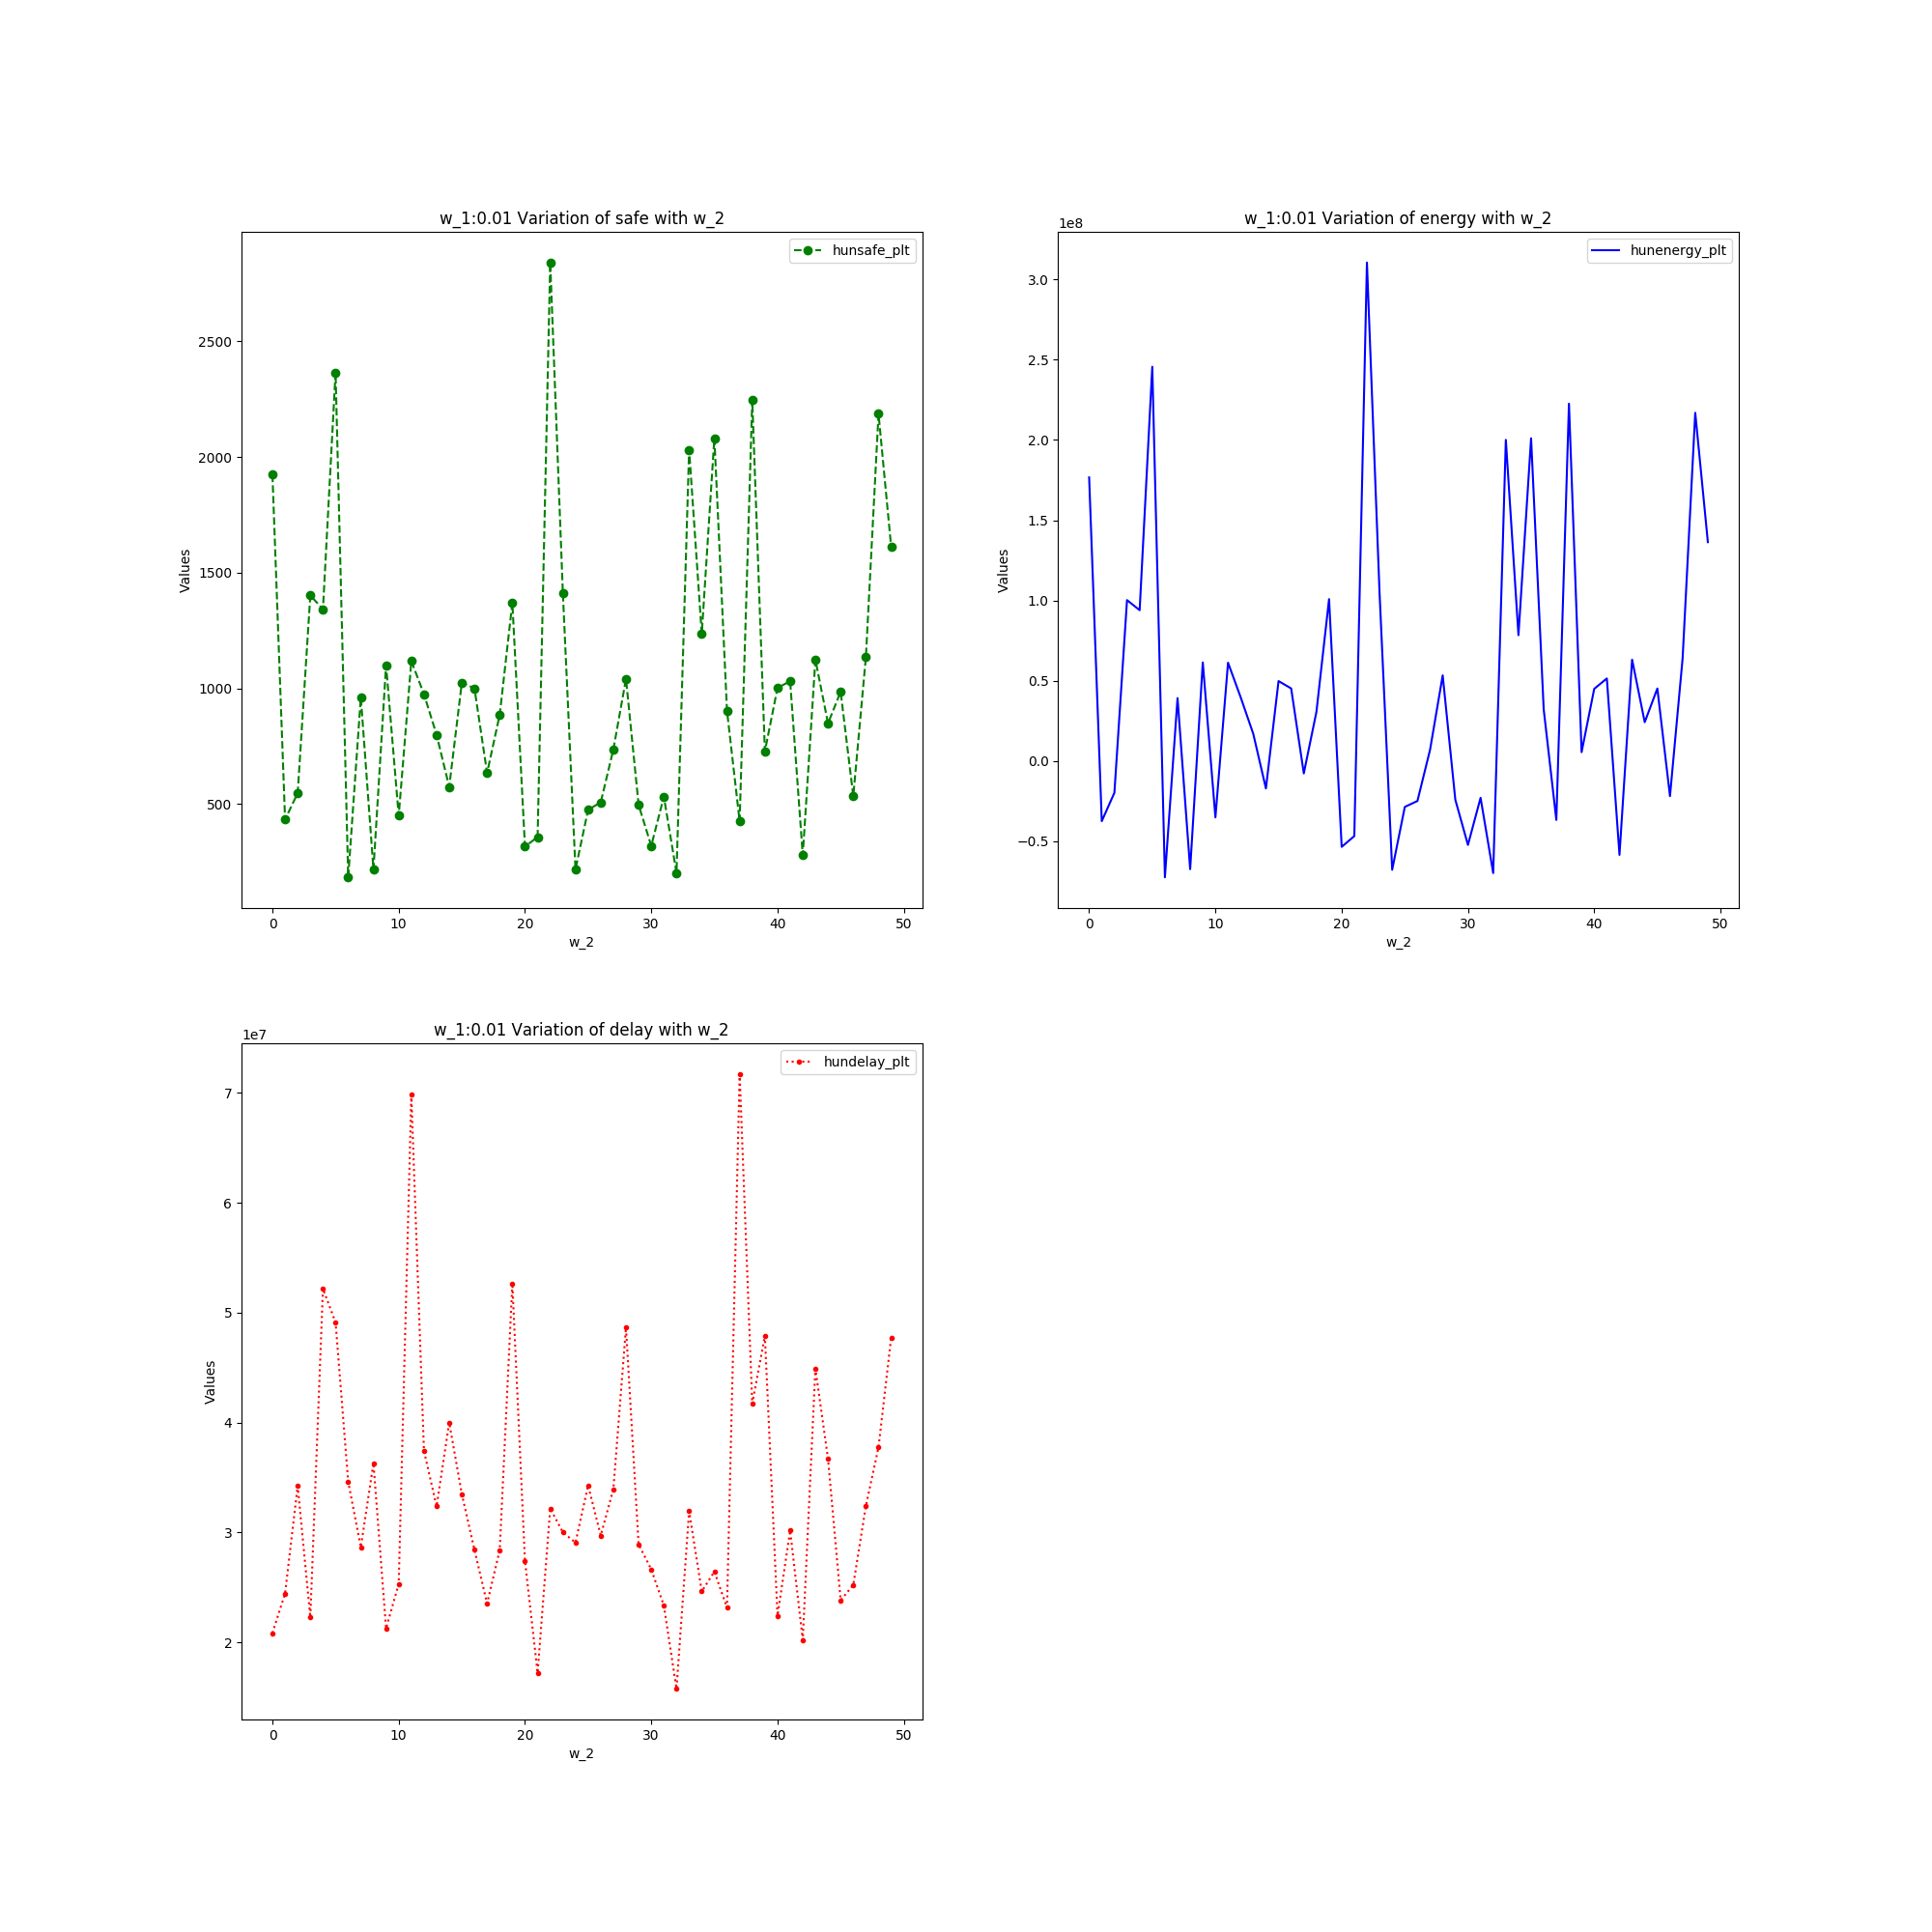 w_1:0.01 Variation of safe with w_2
hunsafe_plt
Values
2500
2000
1500
1000
500
0 10 20 30 40 50
w_2
w_1:0.01 Variation of energy with w_2
1e8
hunenergy_plt
Values
3.0
2.5
2.0
1.5
1.0
0.5
0.0
−0.5
0 10 20 30 40 50
w_2
w_1:0.01 Variation of delay with w_2
1e7
hundelay_plt
Values
7
6
5
4
3
2
0 10 20 30 40 50
w_2